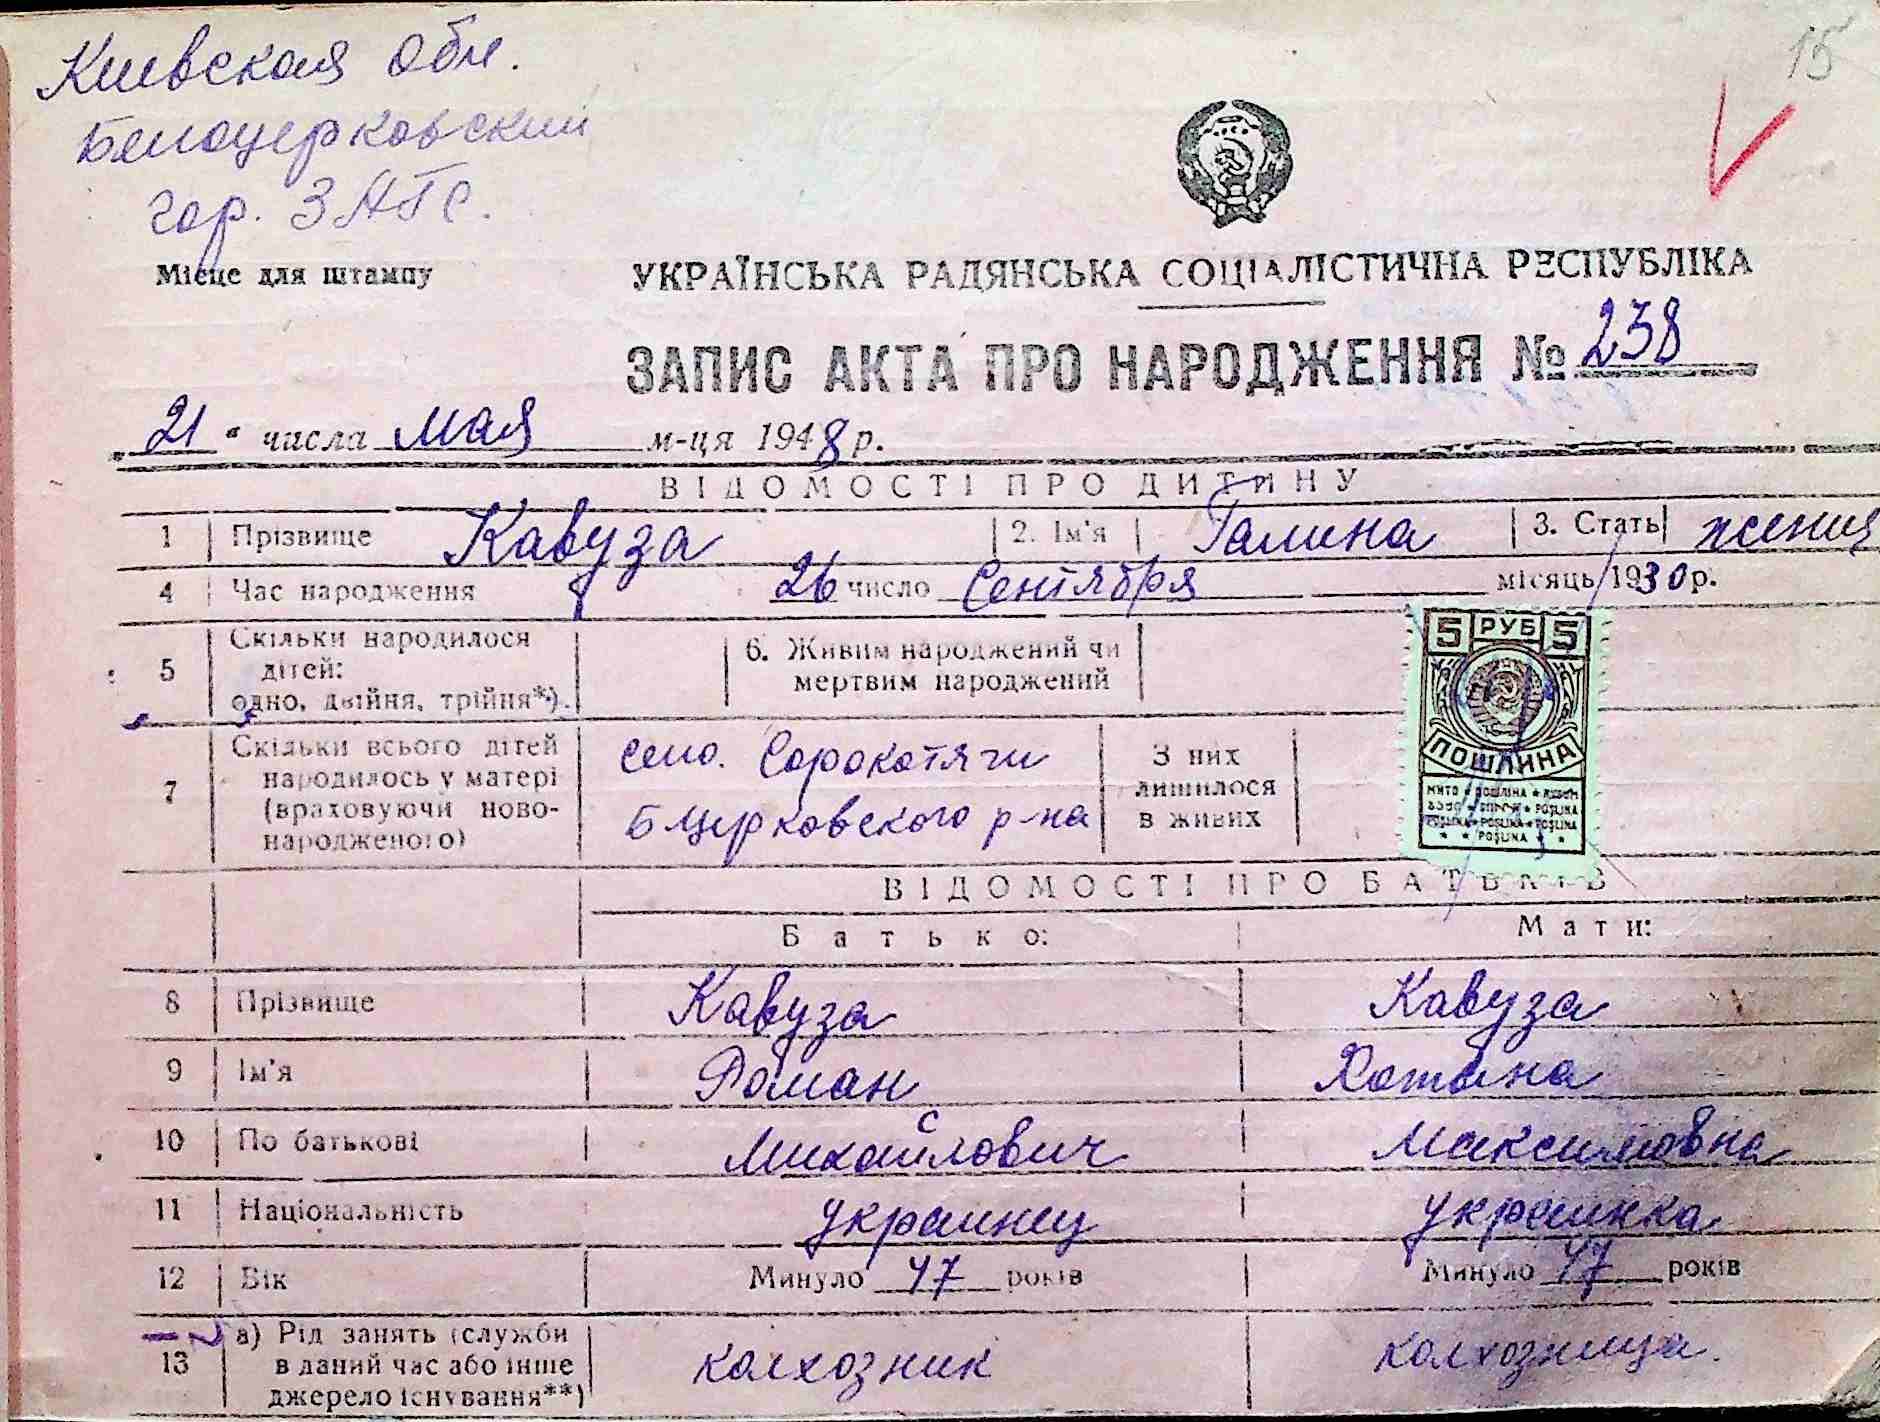 15
Киевская обл.
Белоцерковский
гор. ЗАГС.
Місце для штампу
УКРАЇНСЬКА РАДЯНСЬКА СОЦІАЛІСТИЧНА РЕСПУБЛІКА
ЗАПИС АКТА ПРО НАРОДЖЕННЯ № 238
„21" числа мая м-ця 1948 р.
ВІДОМОСТІ ПРО ДИТИНУ
1 Прізвище Кавуза 2. Ім'я Галина 3. Стать женщ
4 Час народження 26 число Сентября місяць 1930 р.
5 Скільки народилося дітей: одно, двійня, трійня*). 6. Живим народжений чи мертвим народжений
5 РУБ 5
ПОШЛИНА
МИТО ★ ПОШЛІНА ★
POŞLINA
POŞLINA ★ POŞLINA
★ ★ POŞLINA ★
7 Скільки всього дітей народилось у матері (враховуючи новонародженого) село. Сорокотяги Б Церковского р-на З них лишилося в живих
ВІДОМОСТІ ПРО БАТЬКІВ
Батько: Мати:
8 Прізвище Кавуза Кавуза
9 Ім'я Роман
10 По батькові Михайлович Максимовна
11 Національність украинец украинка
12 Вік Минуло 47 років Минуло 47 років
13 а) Рід занять (служби в даний час або інше джерело існування**) колхозник колхозница.